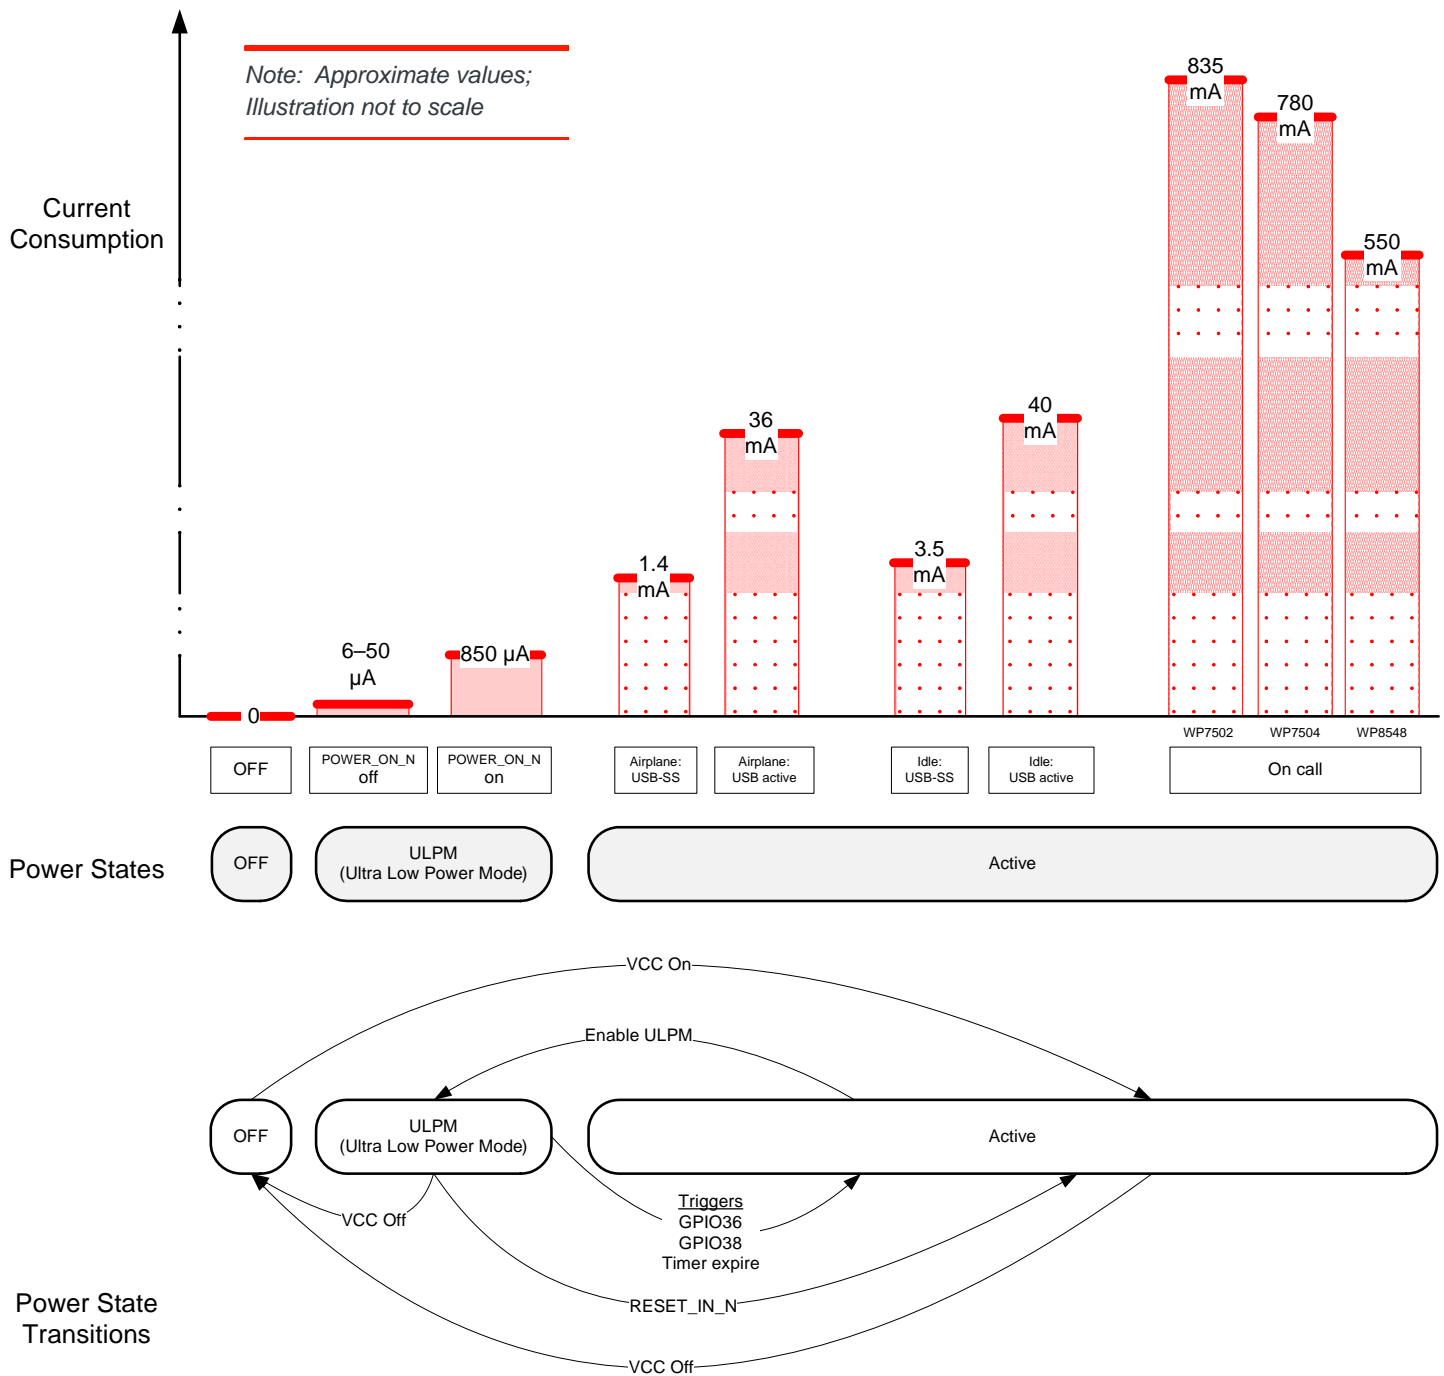 Note: Approximate values;
Illustration not to scale
Current
Consumption
835
mA
780
mA
550
mA
36
mA
40
mA
1.4
mA
3.5
mA
6–50
µA
850 µA
0
WP7502
WP7504
WP8548
OFF
POWER_ON_N
off
POWER_ON_N
on
Airplane:
USB-SS
Airplane:
USB active
Idle:
USB-SS
Idle:
USB active
On call
Power States
OFF
ULPM
(Ultra Low Power Mode)
Active
VCC On
Enable ULPM
OFF
ULPM
(Ultra Low Power Mode)
Active
VCC Off
Triggers
GPIO36
GPIO38
Timer expire
RESET_IN_N
Power State
Transitions
VCC Off